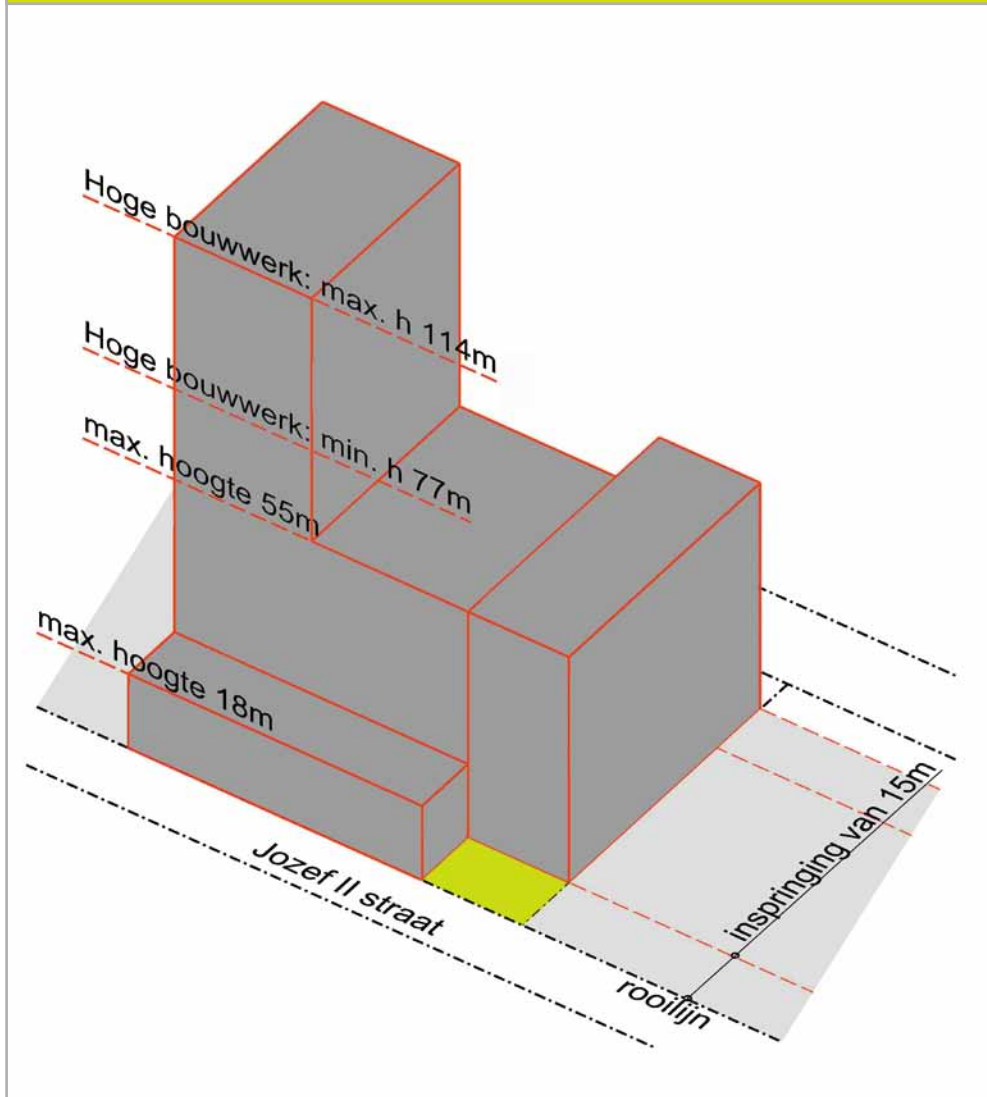 Hoge bouwwerk: max. h 114m
Hoge bouwwerk: min. h 77m
max. hoogte 55m
max. hoogte 18m
Jozef II straat
inspringing van 15m
rooilijn